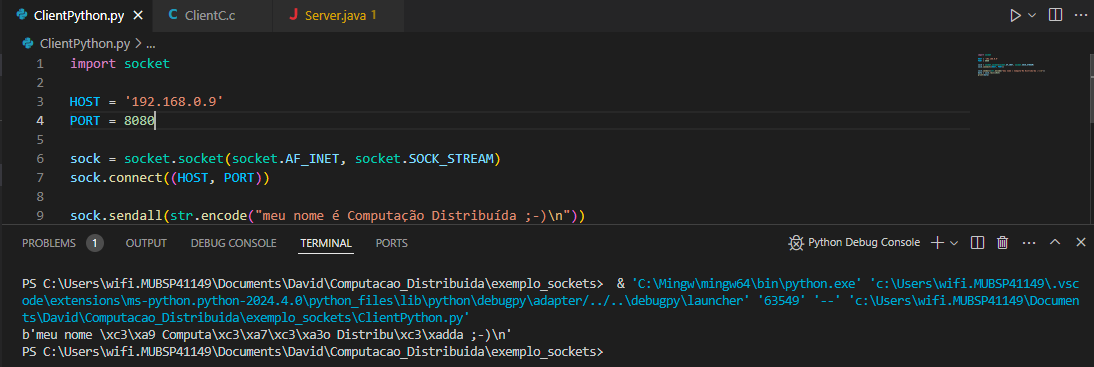 ClientPython.py
ClientC.c
Server.java 1
ClientPython.py > ...
1 import socket
2
3 HOST = '192.168.0.9'
4 PORT = 8080
5
6 sock = socket.socket(socket.AF_INET, socket.SOCK_STREAM)
7 sock.connect((HOST, PORT))
8
9 sock.sendall(str.encode("meu nome é Computação Distribuída ;-)\n"))
PROBLEMS 1 OUTPUT DEBUG CONSOLE TERMINAL PORTS Python Debug Console
PS C:\Users\wifi.MUBSP41149\Documents\David\Computacao_Distribuida\exemplo_sockets> & 'C:\Mingw\mingw64\bin\python.exe' 'c:\Users\wifi.MUBSP41149\.vsc
ode\extensions\ms-python.python-2024.4.0\python_files\lib\python\debugpy\adapter/../..\debugpy\launcher' '63549' '--' 'c:\Users\wifi.MUBSP41149\Documen
ts\David\Computacao_Distribuida\exemplo_sockets\ClientPython.py'
b'meu nome \xc3\xa9 Computa\xc3\xa7\xc3\xa3o Distribu\xc3\xadda ;-)\n'
PS C:\Users\wifi.MUBSP41149\Documents\David\Computacao_Distribuida\exemplo_sockets>